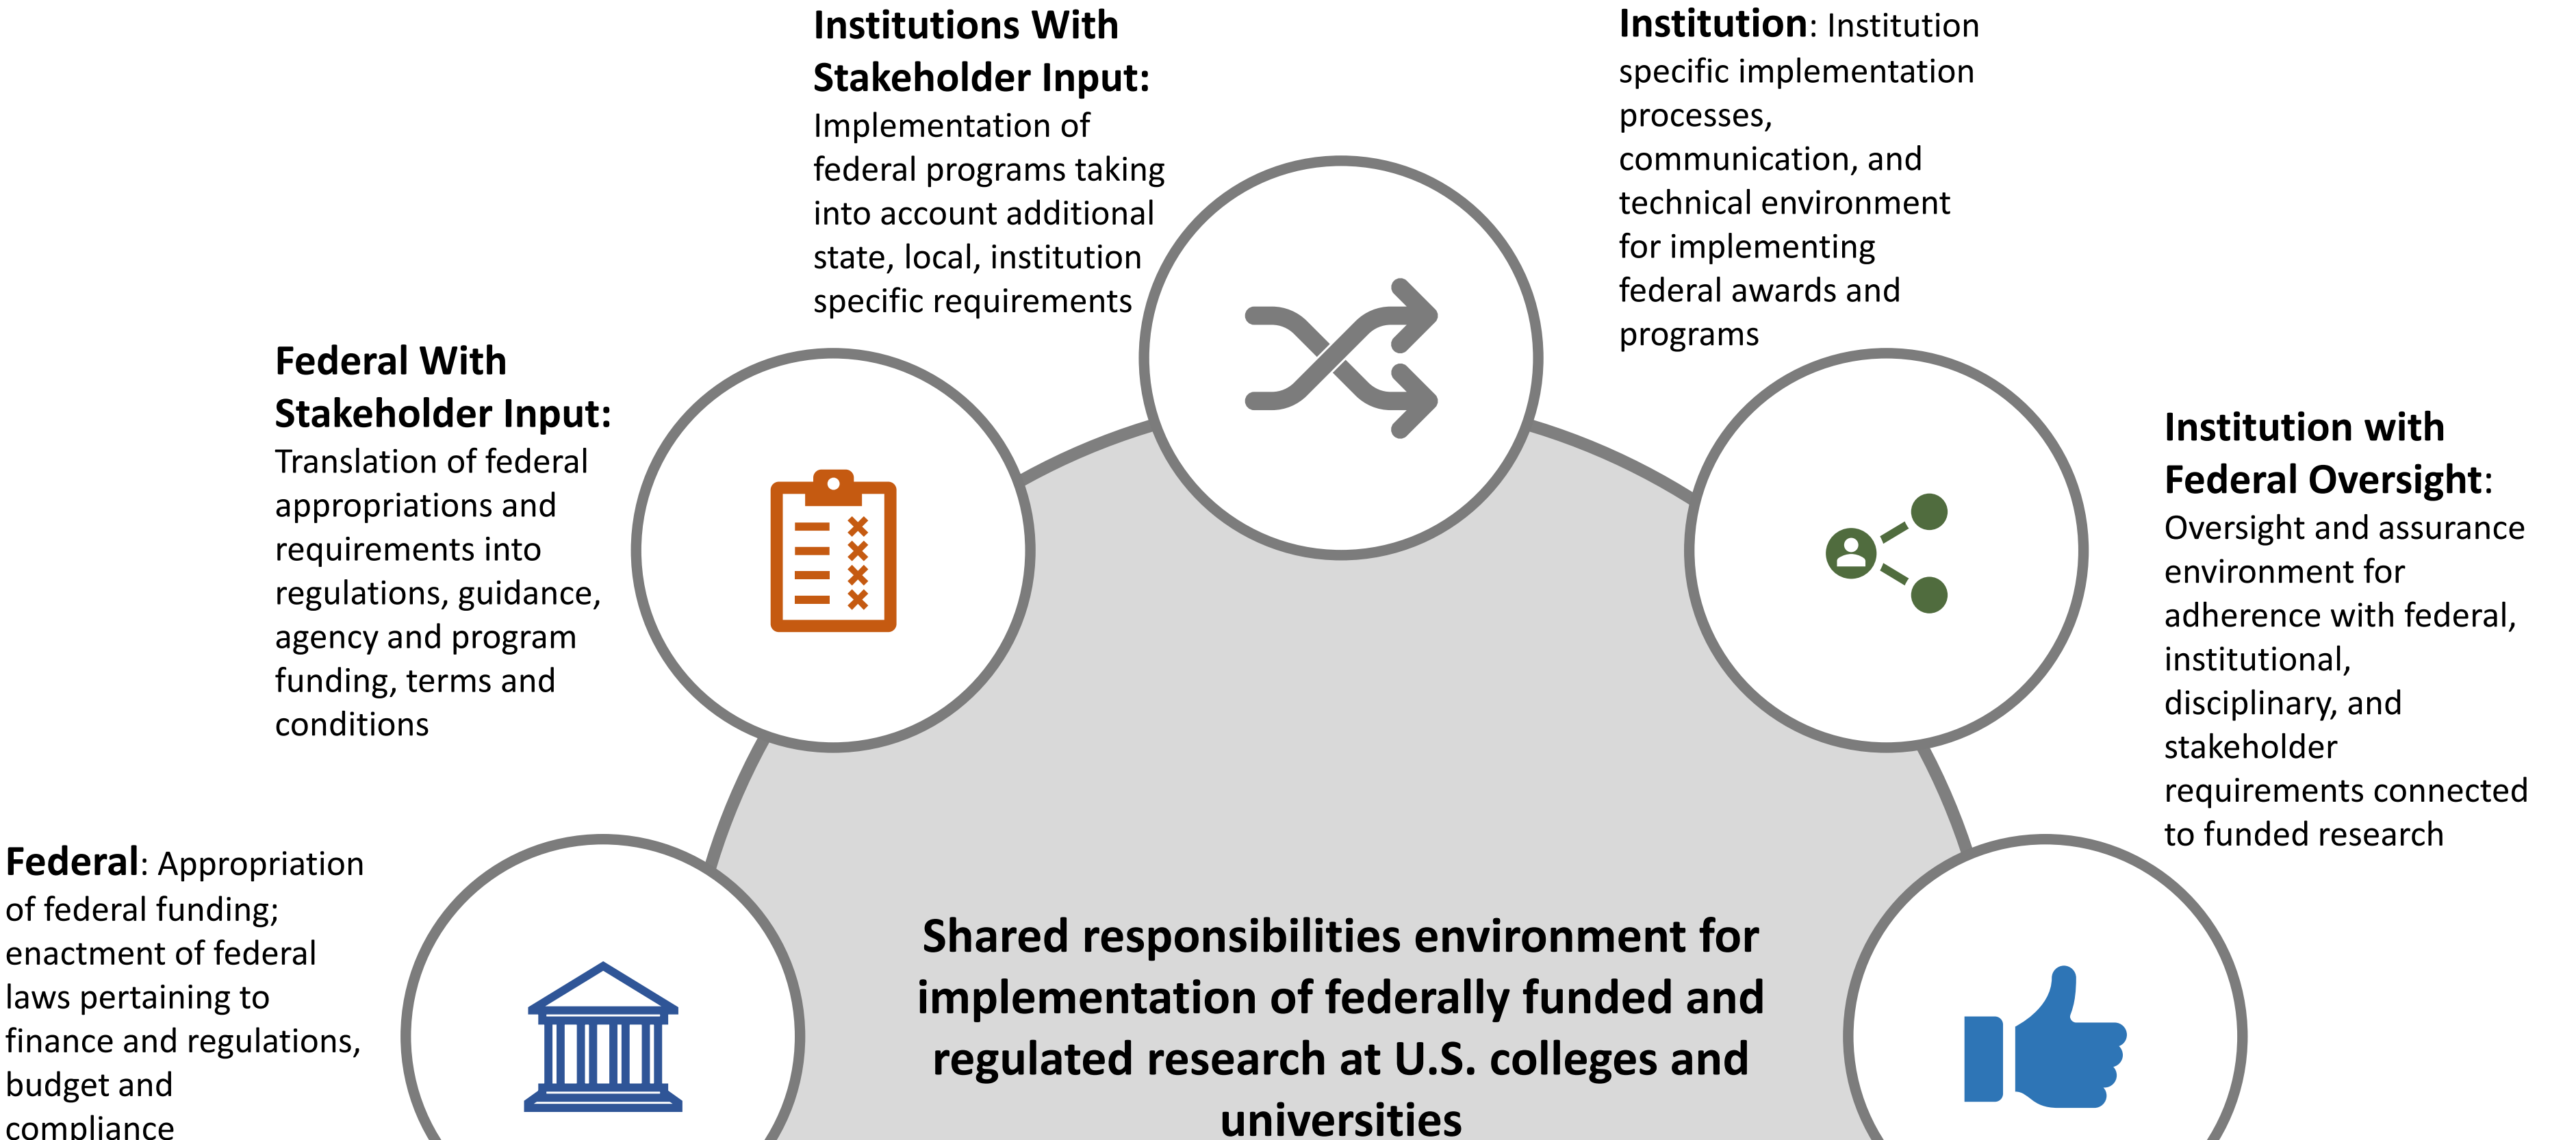 Institutions With
Stakeholder Input:
Implementation of
federal programs taking
into account additional
state, local, institution
specific requirements
Institution: Institution
specific implementation
processes,
communication, and
technical environment
for implementing
federal awards and
programs
Federal With
Stakeholder Input:
Translation of federal
appropriations and
requirements into
regulations, guidance,
agency and program
funding, terms and
conditions
Institution with
Federal Oversight:
Oversight and assurance
environment for
adherence with federal,
institutional,
disciplinary, and
stakeholder
requirements connected
to funded research
Federal: Appropriation
of federal funding;
enactment of federal
laws pertaining to
finance and regulations,
budget and
compliance
Shared responsibilities environment for
implementation of federally funded and
regulated research at U.S. colleges and
universities